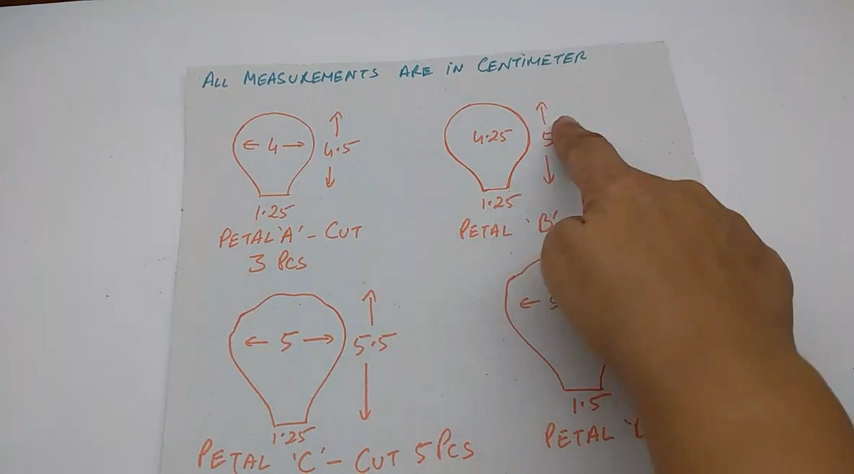 ALL MEASUREMENTS ARE IN CENTIMETER
← 4 →
4.5
1.25
PETAL 'A' - CUT
3 PCS
4.25
5
1.25
PETAL 'B'
← 5 →
5.5
1.25
PETAL 'C' - CUT 5 PCS
1.5
PETAL